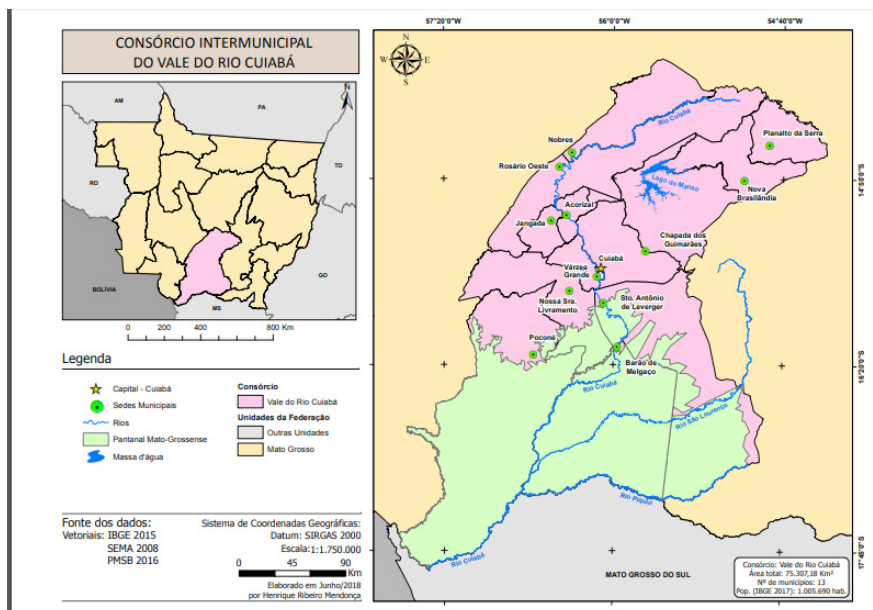 CONSÓRCIO INTERMUNICIPAL
DO VALE DO RIO CUIABÁ
N
AM
PA
RO
TO
BOLÍVIA
GO
MS
0 200 400 800 Km
Legenda
Capital - Cuiabá
Sedes Municipais
Rios
Pantanal Mato-Grossense
Massa d'água
Consórcio
Vale do Rio Cuiabá
Unidades da Federação
Outras Unidades
Mato Grosso
Fonte dos dados:
Vetoriais: IBGE 2015
SEMA 2008
PMSB 2016
Sistema de Coordenadas Geográficas:
Datum: SIRGAS 2000
Escala:1:1.750.000
0 45 90
Km
Elaborado em Junho/2018
por Henrique Ribeiro Mendonça
57°20'0"W 56°0'0"W 54°40'0"W
N
W E
S
Rio Cuiabá
Nobres
Planalto da Serra
Rosário Oeste
14°55'0"S
Lago do Manso
Nova
Brasilândia
Acorizal
Jangada
Chapada dos
Guimarães
Cuiabá
Várzea
Grande
Nossa Sra.
Livramento
Sto. Antônio
de Leverger
Poconé
Barão de
Melgaço
16°20'0"S
Rio Cuiabá
Rio São Lourenço
Rio Piquiri
Rio Cuiabá
17°40'0"S
MATO GROSSO DO SUL
Consórcio: Vale do Rio Cuiabá
Área total: 75.307,18 Km²
Nº de municípios: 13
Pop. (IBGE 2017): 1.005.690 hab.